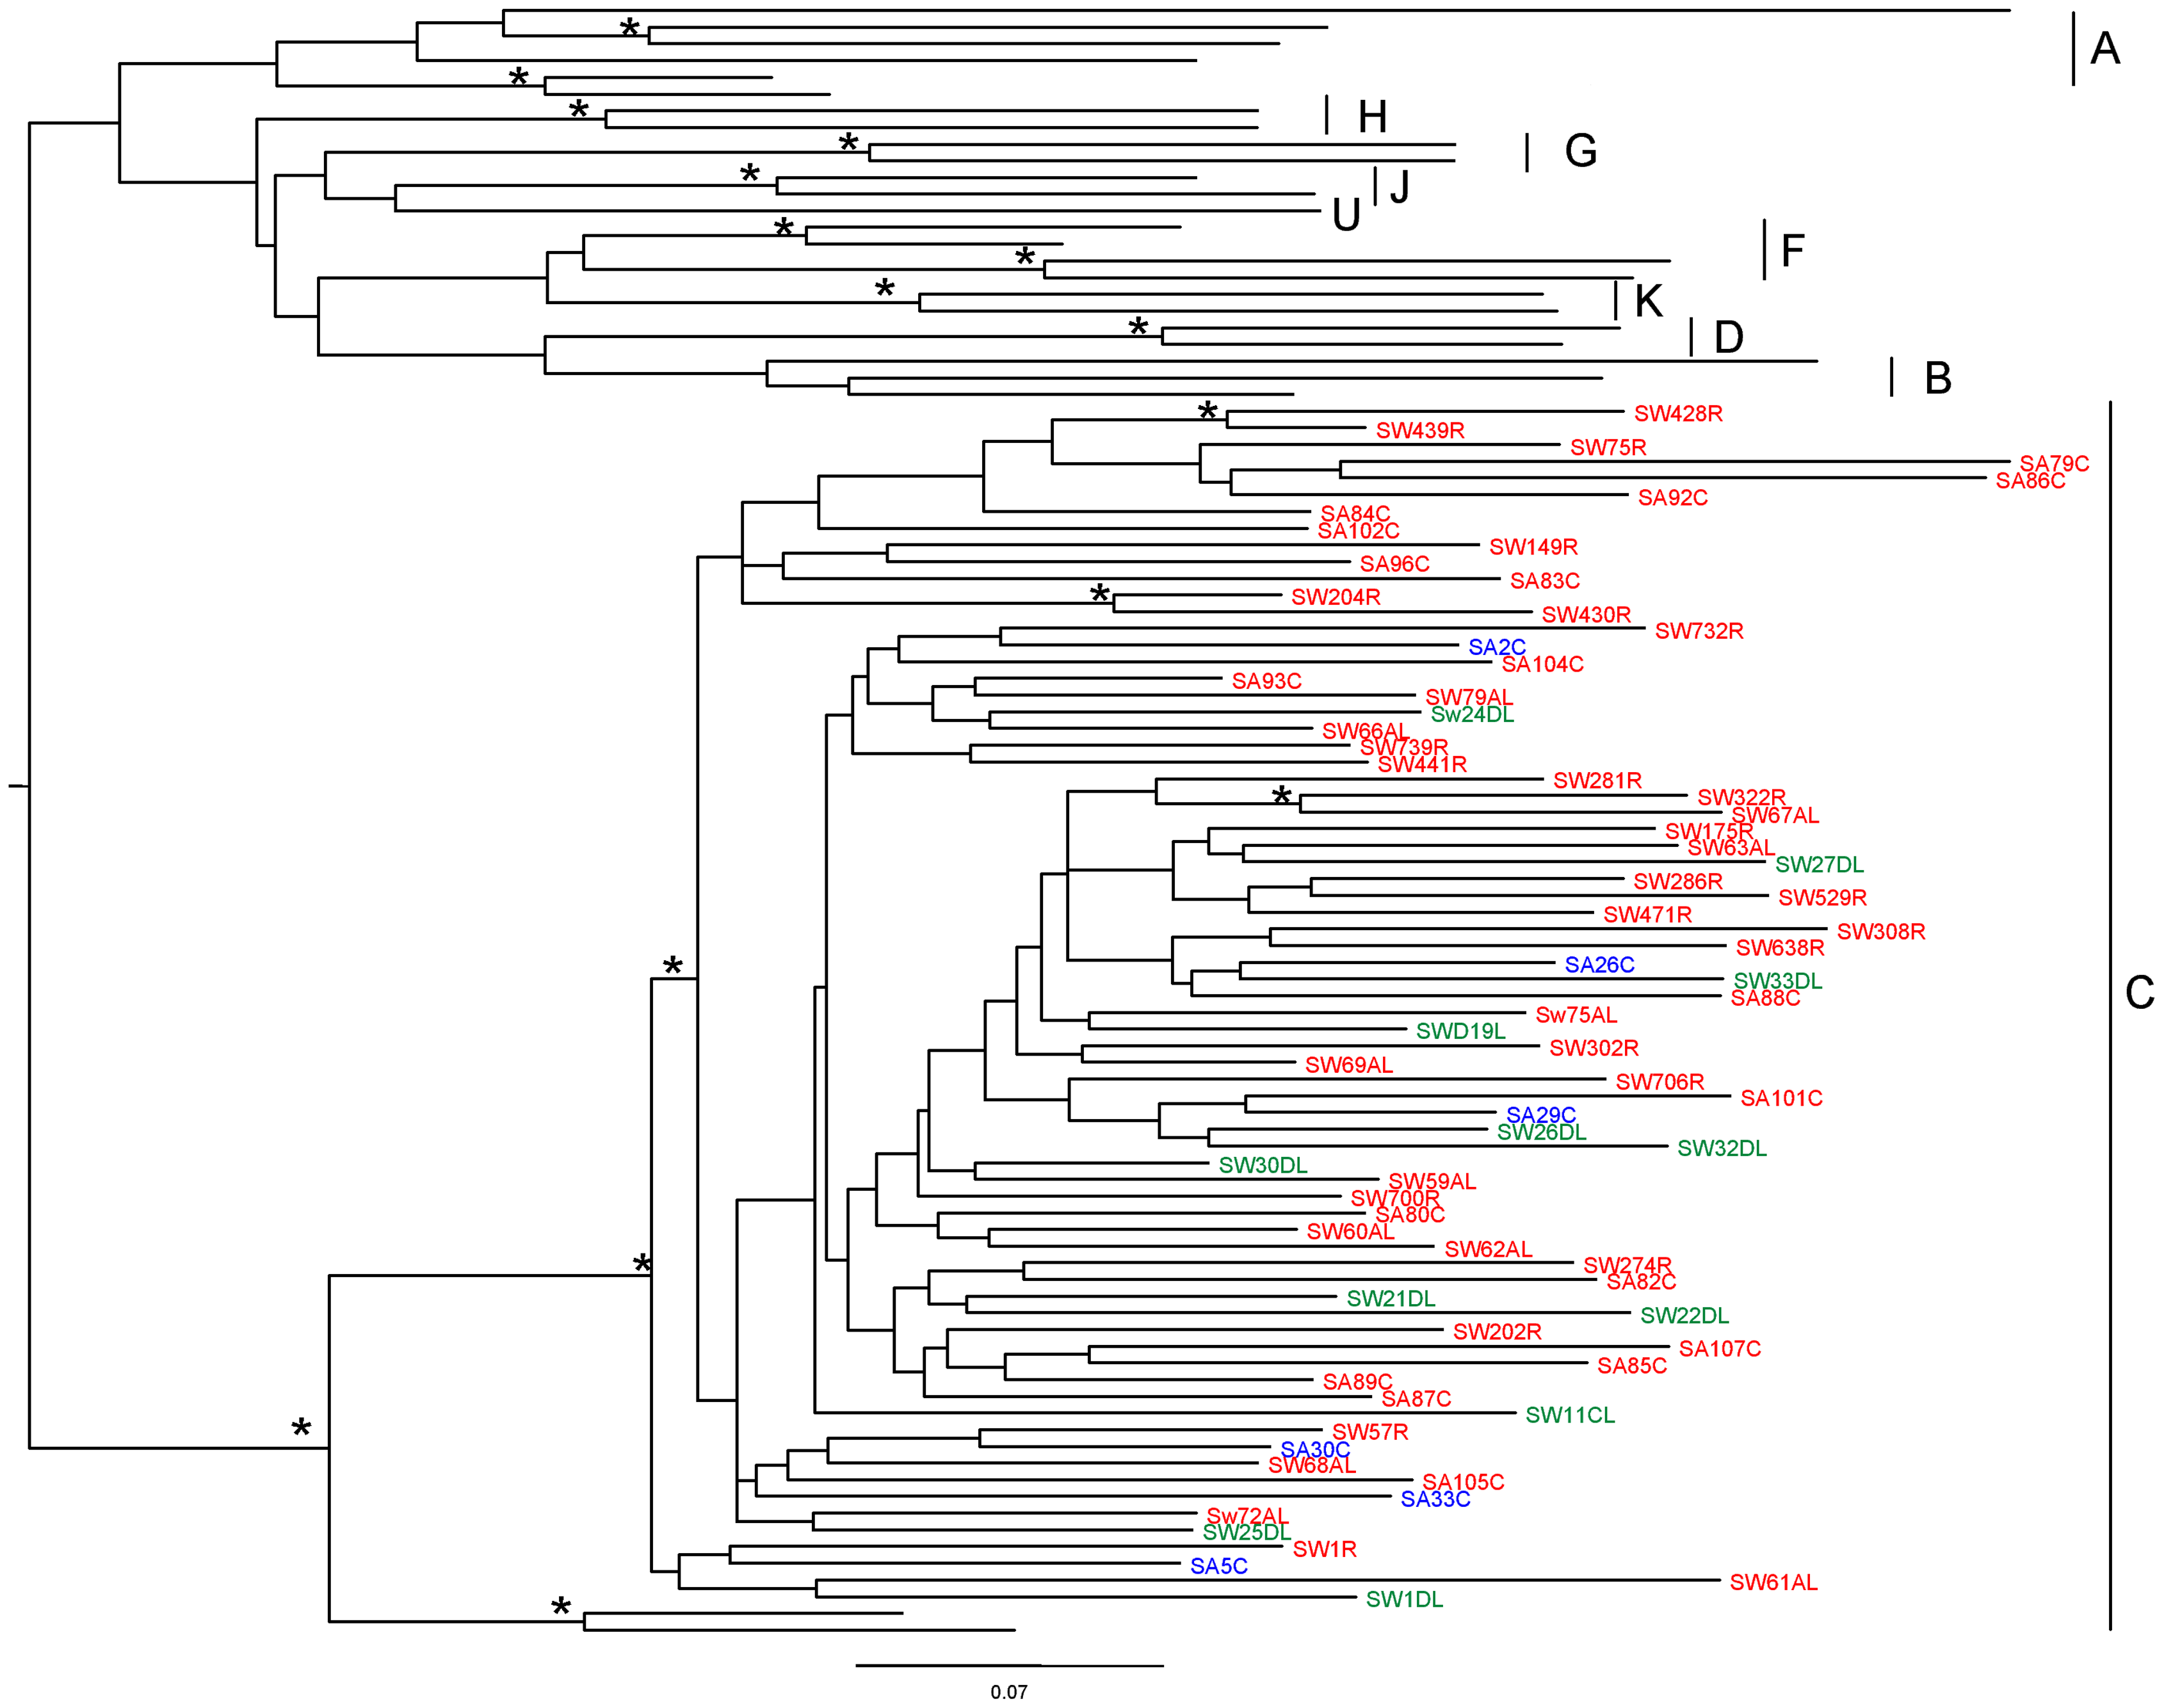 *
A
*
*
H
*
G
*
J
U
*
F
*
*
K
*
D
B
*
SW428R
SW439R
SW75R
SA79C
SA86C
SA92C
SA84C
SA102C
SW149R
SA96C
SA83C
*
SW204R
SW430R
SW732R
SA2C
SA104C
SA93C
SW79AL
Sw24DL
SW66AL
SW739R
SW441R
SW281R
*
SW322R
SW67AL
SW175R
SW63AL
SW27DL
SW286R
SW529R
SW471R
SW308R
SW638R
*
SA26C
SW33DL
C
SA88C
Sw75AL
SWD19L
SW302R
SW69AL
SW706R
SA101C
SA29C
SW26DL
SW32DL
SW30DL
SW59AL
SW700R
SA80C
SW60AL
SW62AL
*
SW274R
SA82C
SW21DL
SW22DL
SW202R
SA107C
SA85C
SA89C
SA87C
SW11CL
*
SW57R
SA30C
SW68AL
SA105C
SA33C
Sw72AL
SW25DL
SW1R
SA5C
SW61AL
SW1DL
*
0.07